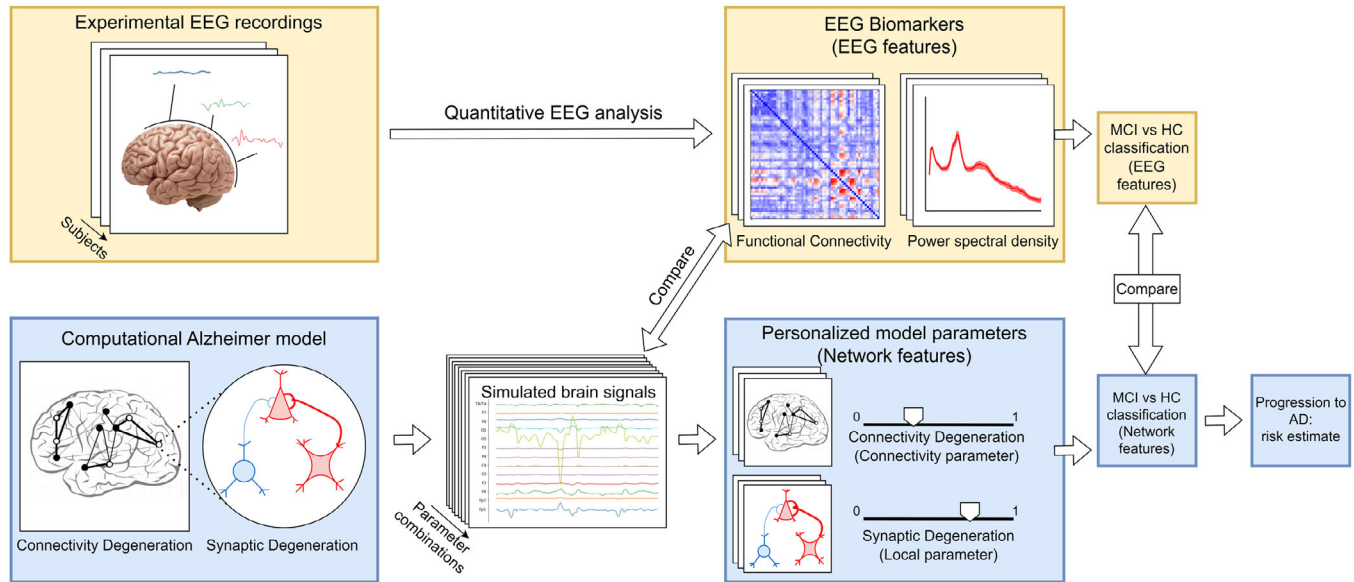 Experimental EEG recordings
Subjects
Quantitative EEG analysis
EEG Biomarkers
(EEG features)
Functional Connectivity
Power spectral density
MCI vs HC
classification
(EEG
features)
Compare
Compare
Computational Alzheimer model
Connectivity Degeneration
Synaptic Degeneration
Simulated brain signals
Parameter
combinations
Personalized model parameters
(Network features)
0 1
Connectivity Degeneration
(Connectivity parameter)
0 1
Synaptic Degeneration
(Local parameter)
MCI vs HC
classification
(Network
features)
Progression to
AD:
risk estimate